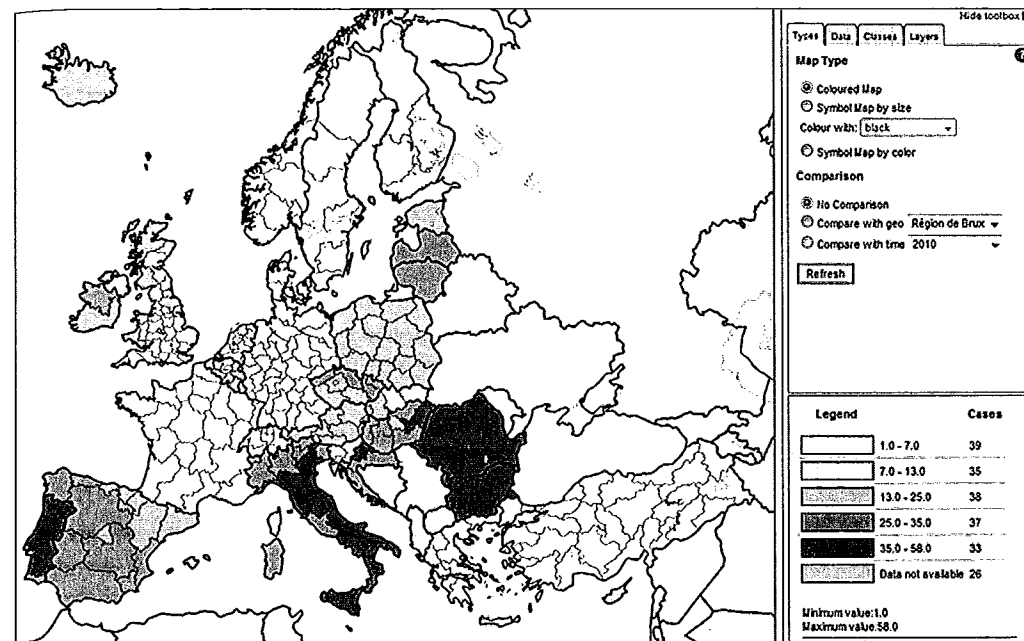 Hide toolbox
Types Data Classes Layers
Map Type
Coloured Map
Symbol Map by size
Colour with: black
Symbol Map by color
Comparison
No Comparison
Compare with geo Région de Brux
Compare with time 2010
Refresh
Legend Cases
1.0 - 7.0 39
7.0 - 13.0 35
13.0 - 25.0 38
25.0 - 35.0 37
35.0 - 58.0 33
Data not available 26
Minimum value:1.0
Maximum value:58.0